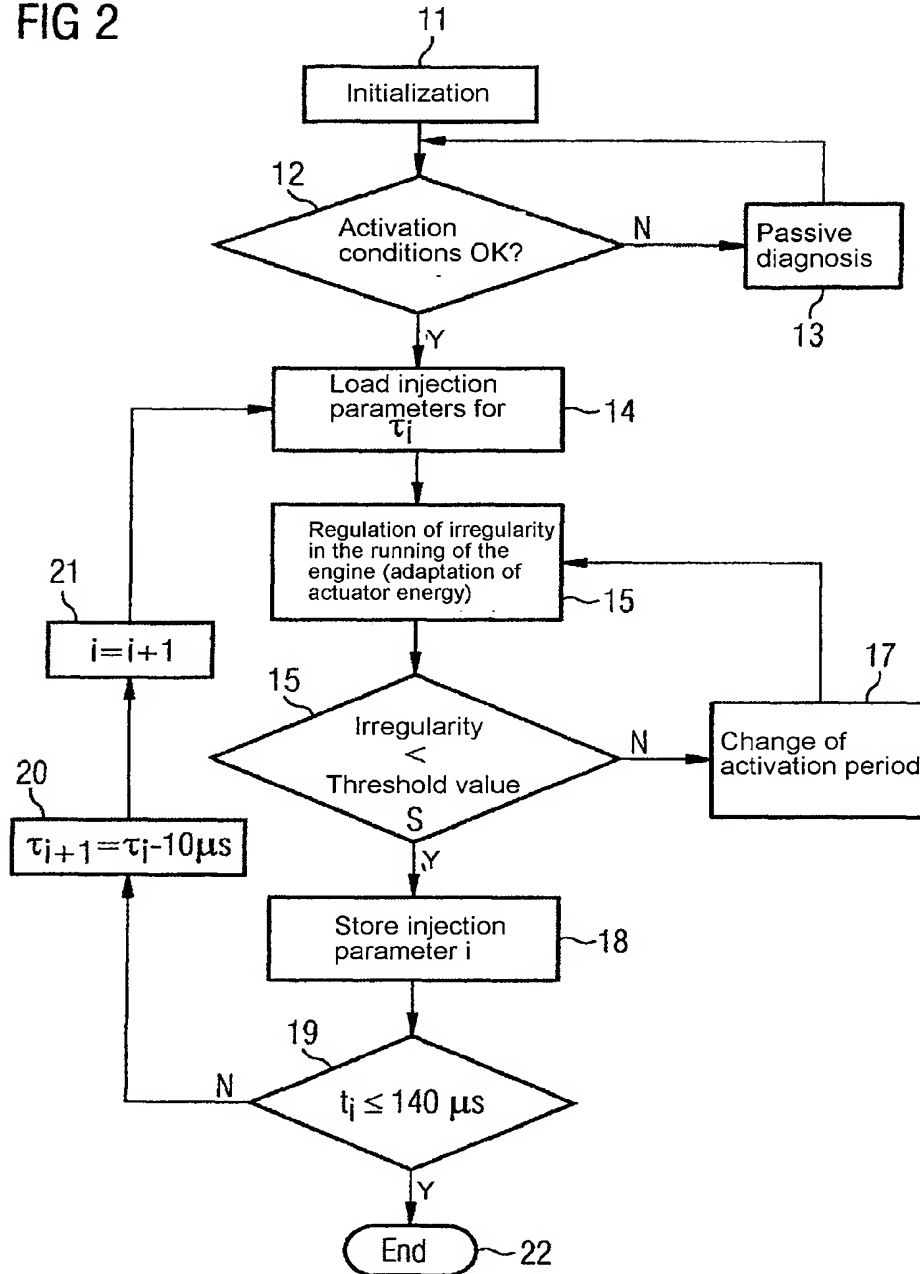 FIG 2
11
Initialization
12
Activation
conditions OK?
N
Passive
diagnosis
13
Y
Load injection
parameters for
τi
14
Regulation of irregularity
in the running of the
engine (adaptation of
actuator energy)
15
21
i=i+1
15
Irregularity
<
Threshold value
S
N
17
Change of
activation period
20
τi+1=τi-10µs
Y
Store injection
parameter i
18
19
N
ti ≤ 140 µs
Y
End
22